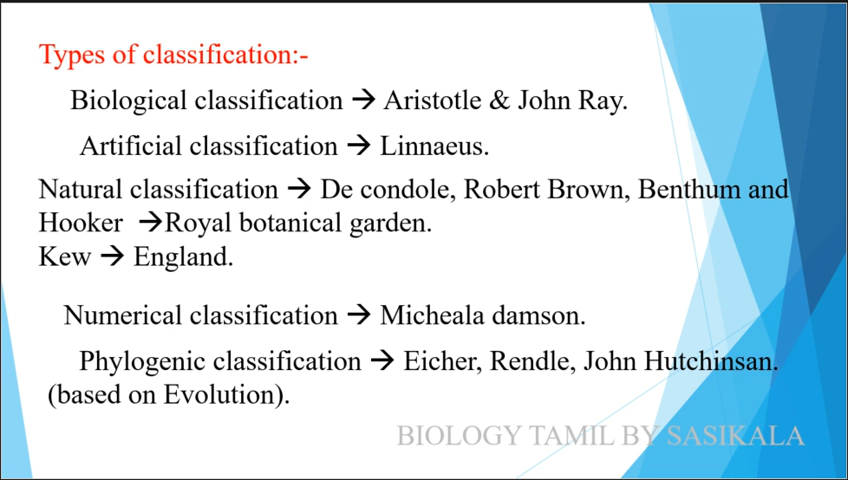 Types of classification:-
Biological classification → Aristotle & John Ray.
Artificial classification → Linnaeus.
Natural classification → De condole, Robert Brown, Benthum and
Hooker →Royal botanical garden.
Kew → England.
Numerical classification → Micheala damson.
Phylogenic classification → Eicher, Rendle, John Hutchinsan.
(based on Evolution).
BIOLOGY TAMIL BY SASIKALA